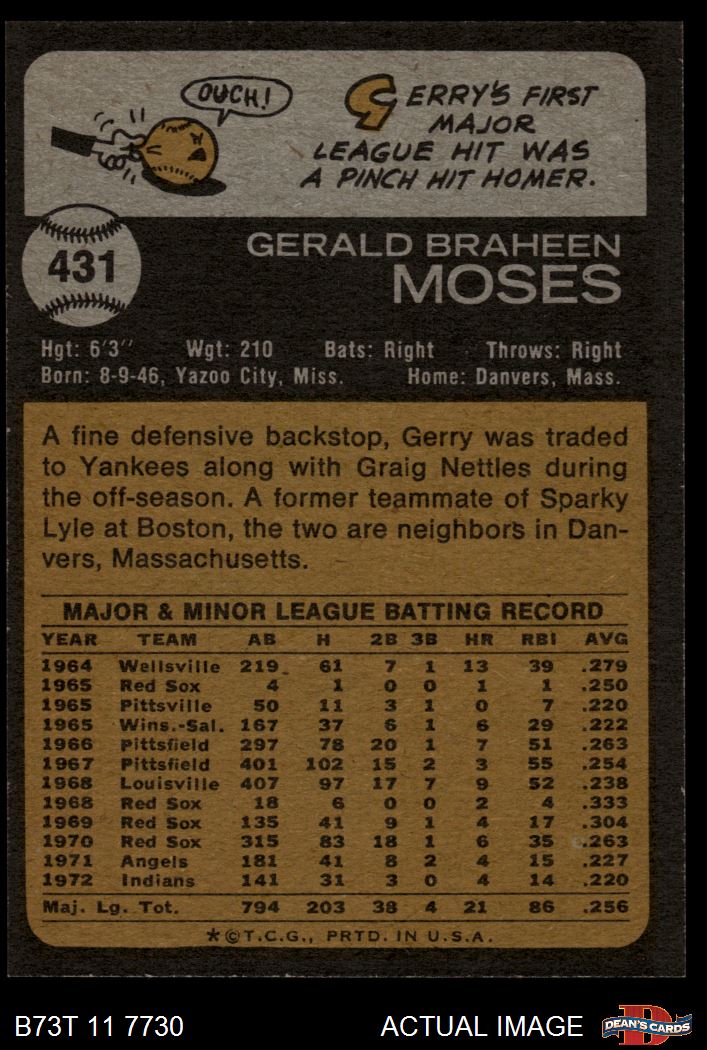 OUCH!
GERRY'S FIRST
MAJOR
LEAGUE HIT WAS
A PINCH HIT HOMER.
431
GERALD BRAHEEN
MOSES
Hgt: 6'3" Wgt: 210 Bats: Right Throws: Right
Born: 8-9-46, Yazoo City, Miss. Home: Danvers, Mass.
A fine defensive backstop, Gerry was traded
to Yankees along with Graig Nettles during
the off-season. A former teammate of Sparky
Lyle at Boston, the two are neighbors in Dan-
vers, Massachusetts.
MAJOR & MINOR LEAGUE BATTING RECORD
YEAR TEAM AB H 2B 3B HR RBI AVG
1964 Wellsville 219 61 7 1 13 39 .279
1965 Red Sox 4 1 0 0 1 1 .250
1965 Pittsville 50 11 3 1 0 7 .220
1965 Wins.-Sal. 167 37 6 1 6 29 .222
1966 Pittsfield 297 78 20 1 7 51 .263
1967 Pittsfield 401 102 15 2 3 55 .254
1968 Louisville 407 97 17 7 9 52 .238
1968 Red Sox 18 6 0 0 2 4 .333
1969 Red Sox 135 41 9 1 4 17 .304
1970 Red Sox 315 83 18 1 6 35 .263
1971 Angels 181 41 8 2 4 15 .227
1972 Indians 141 31 3 0 4 14 .220
Maj. Lg. Tot. 794 203 38 4 21 86 .256
*©T.C.G., PRTD. IN U.S.A.
B73T 11 7730 ACTUAL IMAGE
D
DEAN'S CARDS